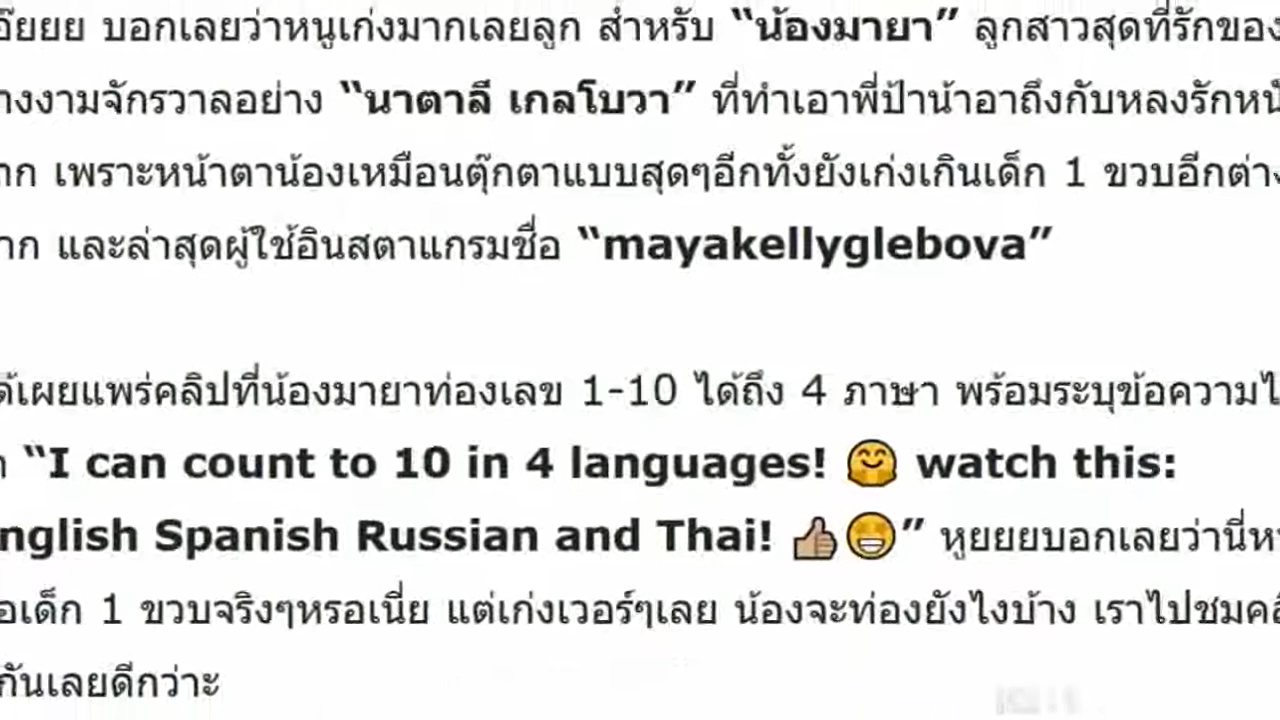 อ๊ยยย บอกเลยว่าหนูเก่งมากเลยลูก สำหรับ “น้องมายา” ลูกสาวสุดที่รักของ
างงามจักรวาลอย่าง “นาตาลี เกลโบวา” ที่ทำเอาพี่ป้าน้าอาถึงกับหลงรักหนั
าก เพราะหน้าตาน้องเหมือนตุ๊กตาแบบสุดๆอีกทั้งยังเก่งเกินเด็ก 1 ขวบอีกต่าง
าก และล่าสุดผู้ใช้อินสตาแกรมชื่อ “mayakellyglebova”
ด้เผยแพร่คลิปที่น้องมายาท่องเลข 1-10 ได้ถึง 4 ภาษา พร้อมระบุข้อความไ
า “I can count to 10 in 4 languages! 🤗 watch this:
nglish Spanish Russian and Thai! 👍🏼😁” หูยยยบอกเลยว่านี่ห
อเด็ก 1 ขวบจริงๆหรอเนี่ย แต่เก่งเวอร์ๆเลย น้องจะท่องยังไงบ้าง เราไปชมคลิ
กันเลยดีกว่าะ